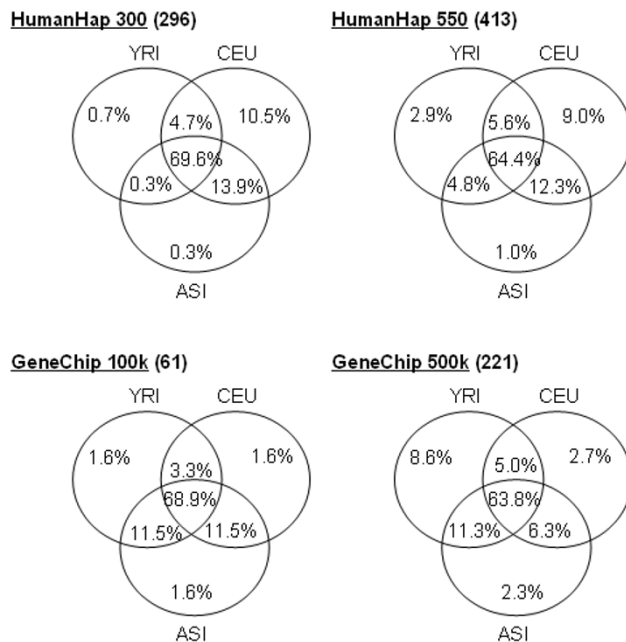 HumanHap 300 (296)
YRI CEU
0.7% 4.7% 10.5%
69.6%
0.3% 13.9%
0.3%
ASI
HumanHap 550 (413)
YRI CEU
2.9% 5.6% 9.0%
64.4%
4.8% 12.3%
1.0%
ASI
GeneChip 100k (61)
YRI CEU
1.6% 3.3% 1.6%
68.9%
11.5% 11.5%
1.6%
ASI
GeneChip 500k (221)
YRI CEU
8.6% 5.0% 2.7%
63.8%
11.3% 6.3%
2.3%
ASI